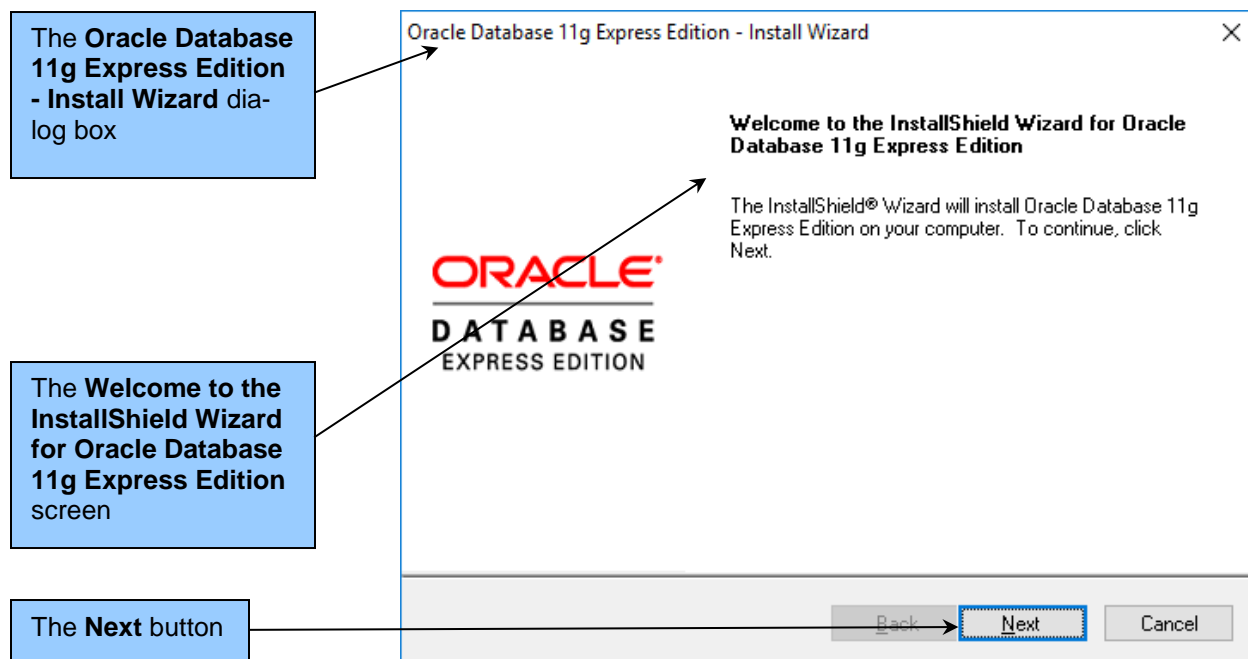 The Oracle Database
11g Express Edition
- Install Wizard dia-
log box
Oracle Database 11g Express Edition - Install Wizard
Welcome to the InstallShield Wizard for Oracle
Database 11g Express Edition
The InstallShield® Wizard will install Oracle Database 11g
Express Edition on your computer. To continue, click
Next.
ORACLE®
DATABASE
EXPRESS EDITION
The Welcome to the
InstallShield Wizard
for Oracle Database
11g Express Edition
screen
The Next button
Back
Next
Cancel